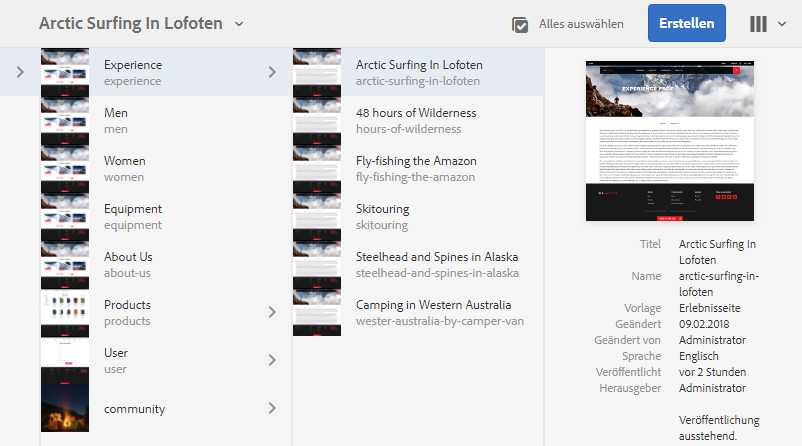 Arctic Surfing In Lofoten
Alles auswählen
Erstellen
Experience
experience
Men
men
Women
women
Equipment
equipment
About Us
about-us
Products
products
User
user
community
Arctic Surfing In Lofoten
arctic-surfing-in-lofoten
48 hours of Wilderness
hours-of-wilderness
Fly-fishing the Amazon
fly-fishing-the-amazon
Skitouring
skitouring
Steelhead and Spines in Alaska
steelhead-and-spines-in-alaska
Camping in Western Australia
wester-australia-by-camper-van
EXPERIENCE PAGE
Titel Arctic Surfing In
Lofoten
Name arctic-surfing-in-
lofoten
Vorlage Erlebnisseite
Geändert 09.02.2018
Geändert von Administrator
Sprache Englisch
Veröffentlicht vor 2 Stunden
Herausgeber Administrator
Veröffentlichung
ausstehend.